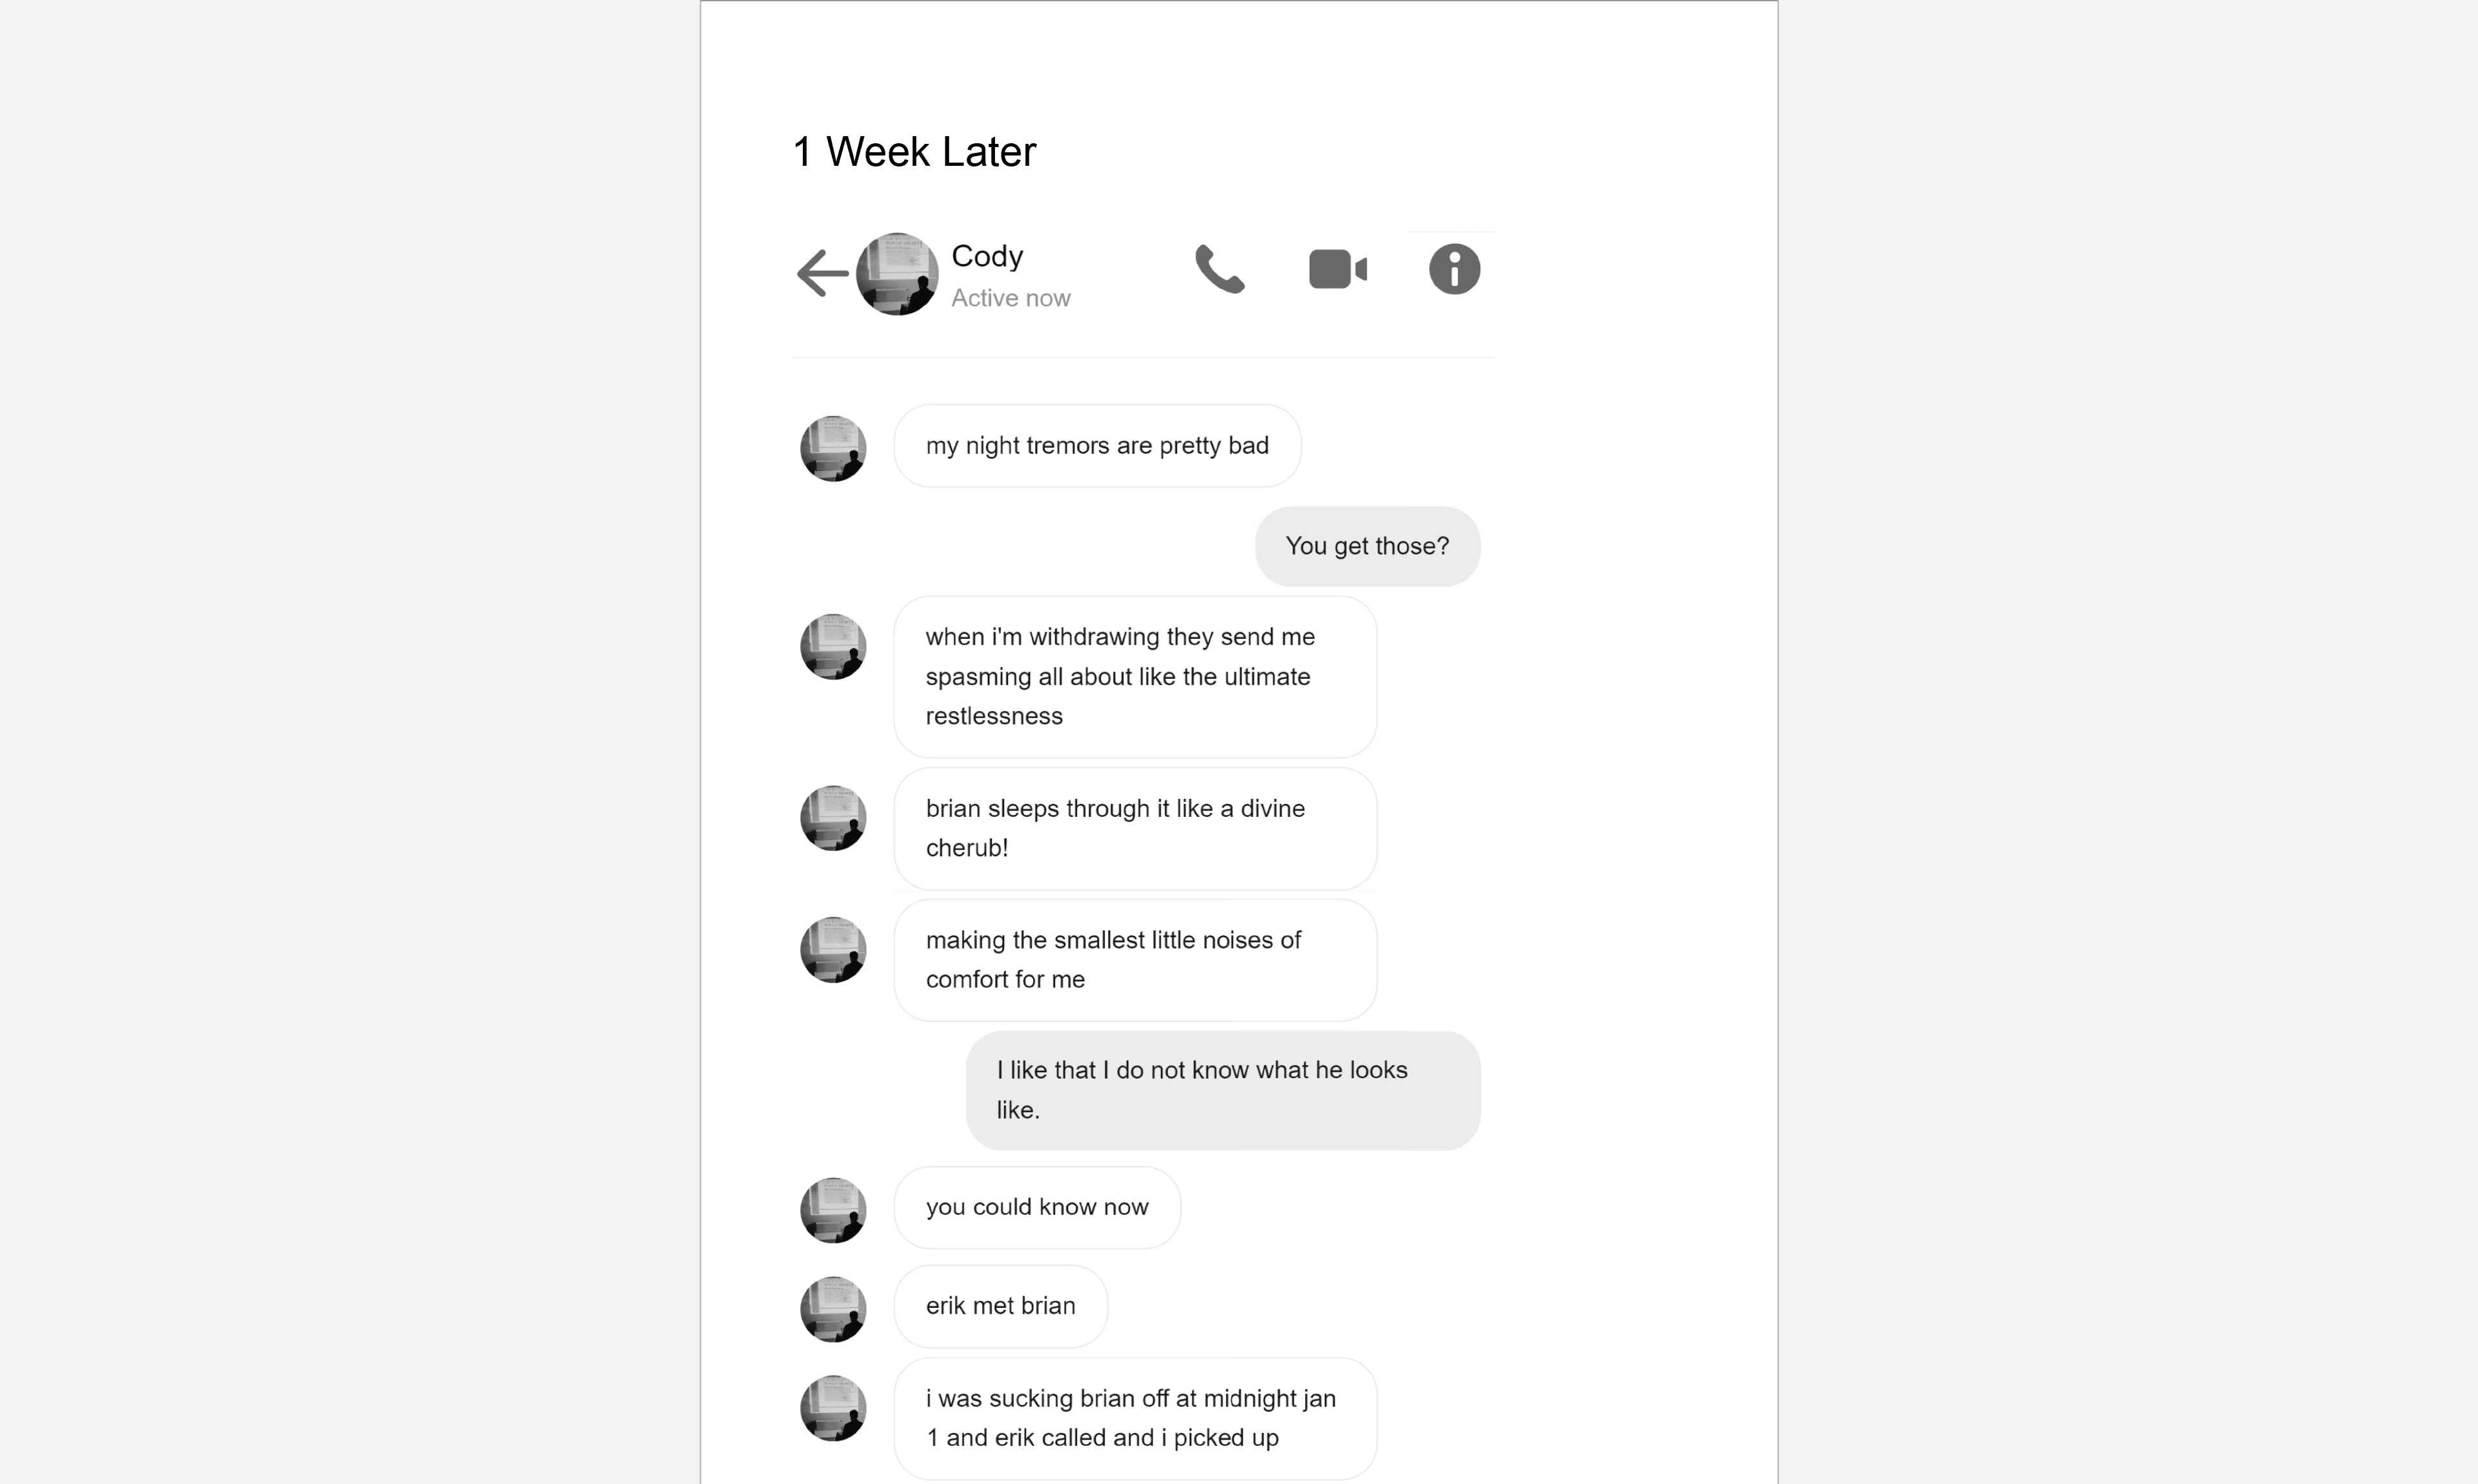 1 Week Later
Cody
Active now
my night tremors are pretty bad
You get those?
when i'm withdrawing they send me
spasming all about like the ultimate
restlessness
brian sleeps through it like a divine
cherub!
making the smallest little noises of
comfort for me
I like that I do not know what he looks
like.
you could know now
erik met brian
i was sucking brian off at midnight jan
1 and erik called and i picked up